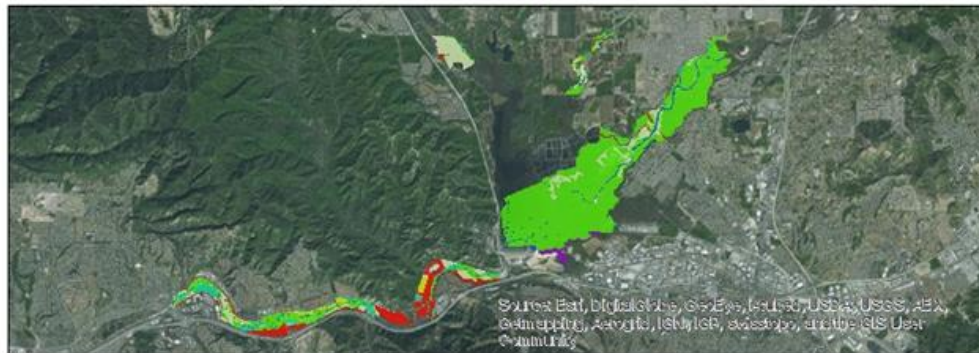 Source: Esri, DigitalGlobe, GeoEye, i-cubed, USDA, USGS, AEX,
Getmapping, Aerogrid, IGN, IGP, swisstopo, and the GIS User
Community